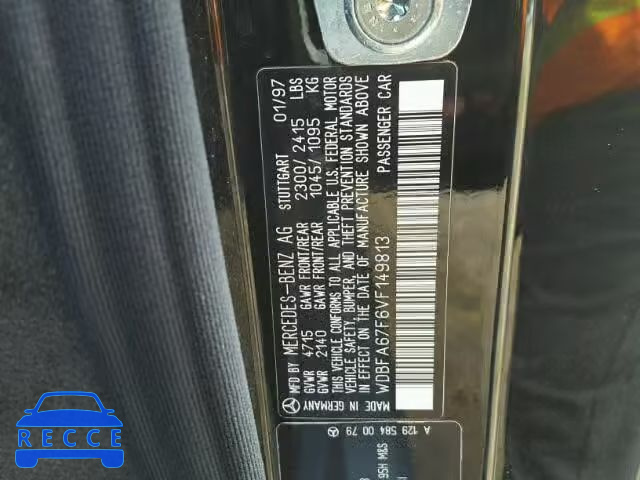 MFD BY MERCEDES-BENZ AG STUTTGART 01/97
GVWR 4715 GAWR FRONT/REAR 2300/ 2415 LBS
GVWR 2140 GAWR FRONT/REAR 1045/ 1095 KG
THIS VEHICLE CONFORMS TO ALL APPLICABLE U.S. FEDERAL MOTOR
VEHICLE SAFETY, BUMPER, AND THEFT PREVENTION STANDARDS
IN EFFECT ON THE DATE OF MANUFACTURE SHOWN ABOVE
VDBFA67F6VF149813 PASSENGER CAR
MADE IN GERMANY
A 129 584 00 79
95H M&S
RECCE